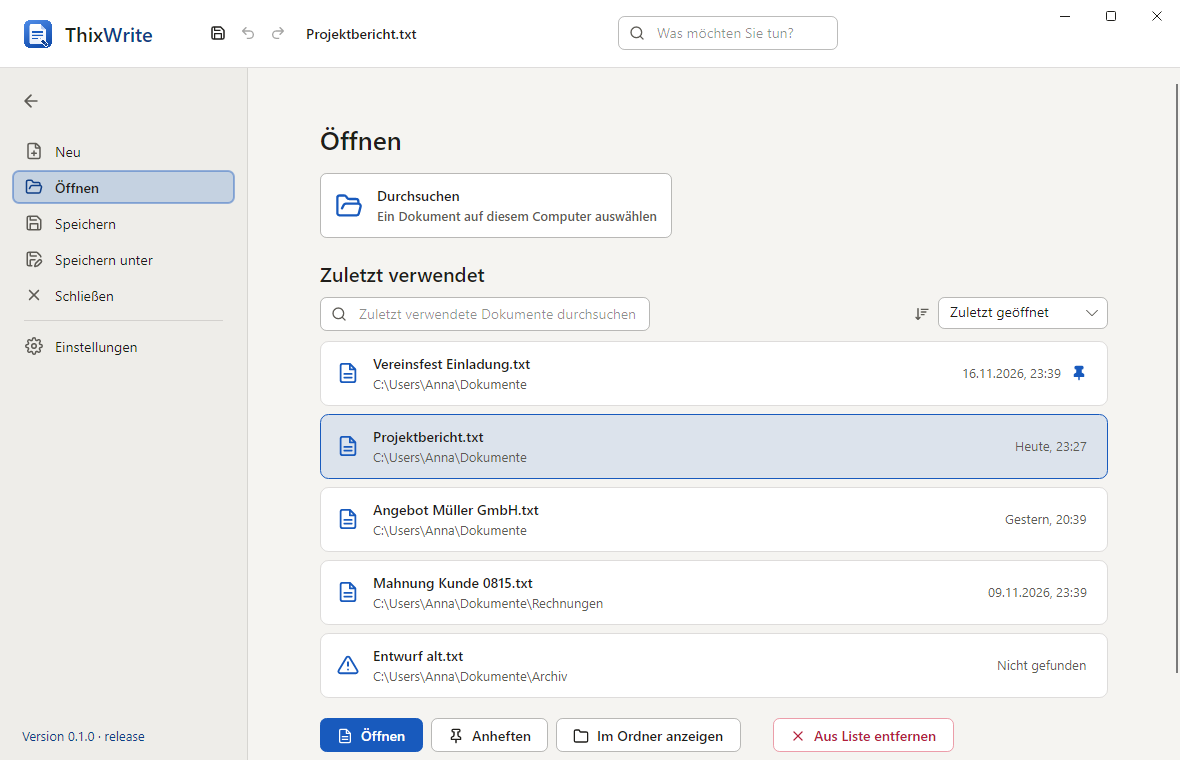 ThixWrite
Projektbericht.txt
Was möchten Sie tun?
Neu
Öffnen
Speichern
Speichern unter
Schließen
Einstellungen
Version 0.1.0 · release
Öffnen
Durchsuchen
Ein Dokument auf diesem Computer auswählen
Zuletzt verwendet
Zuletzt verwendete Dokumente durchsuchen
Zuletzt geöffnet
Vereinsfest Einladung.txt
C:\Users\Anna\Dokumente
16.11.2026, 23:39
Projektbericht.txt
C:\Users\Anna\Dokumente
Heute, 23:27
Angebot Müller GmbH.txt
C:\Users\Anna\Dokumente
Gestern, 20:39
Mahnung Kunde 0815.txt
C:\Users\Anna\Dokumente\Rechnungen
09.11.2026, 23:39
Entwurf alt.txt
C:\Users\Anna\Dokumente\Archiv
Nicht gefunden
Öffnen
Anheften
Im Ordner anzeigen
Aus Liste entfernen